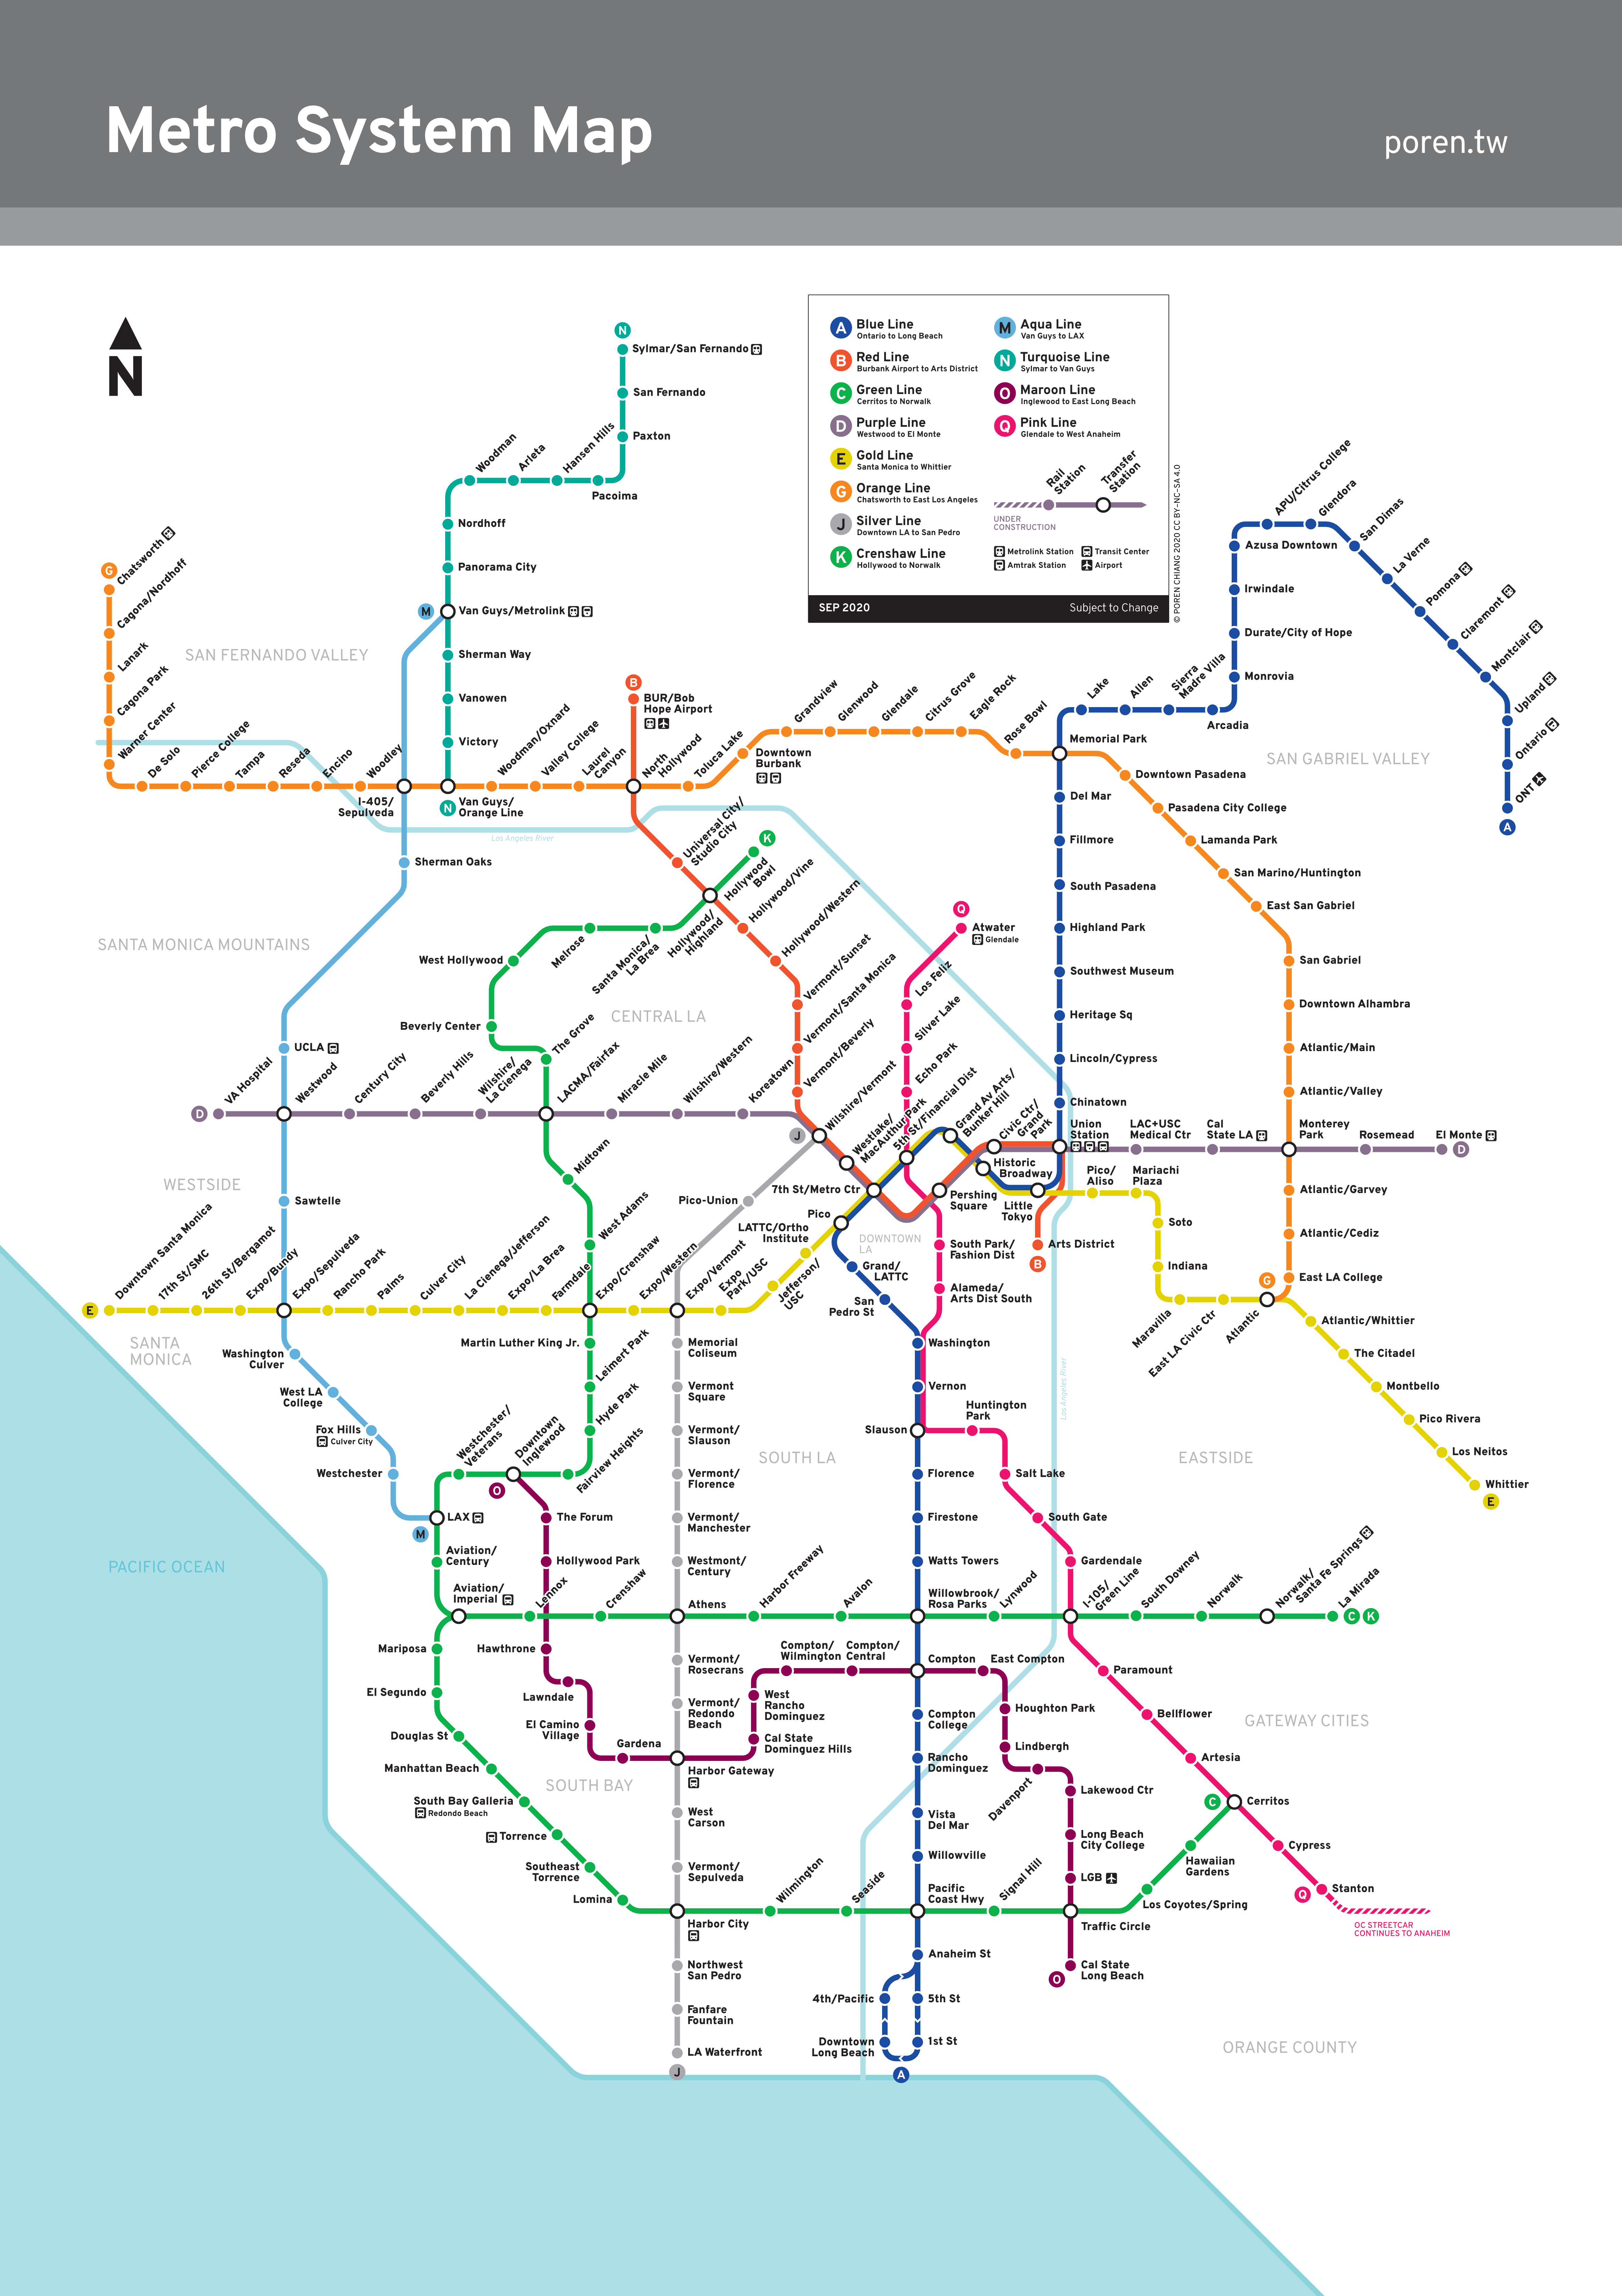 Metro System Map
poren.tw
N
A
Blue Line
Ontario to Long Beach
B
Red Line
Burbank Airport to Arts District
C
Green Line
Cerritos to Norwalk
D
Purple Line
Westwood to El Monte
E
Gold Line
Santa Monica to Whittier
G
Orange Line
Chatsworth to East Los Angeles
J
Silver Line
Downtown LA to San Pedro
K
Crenshaw Line
Hollywood to Norwalk
M
Aqua Line
Van Guys to LAX
N
Turquoise Line
Sylmar to Van Guys
O
Maroon Line
Inglewood to East Long Beach
Q
Pink Line
Glendale to West Anaheim
Rail
Station
Transfer
Station
UNDER
CONSTRUCTION
Metrolink Station
Transit Center
Amtrak Station
Airport
SEP 2020
Subject to Change
© POREN CHIANG 2020 CC BY-NC-SA 4.0
N
Sylmar/San Fernando
San Fernando
Paxton
Woodman
Arleta
Hansen Hills
Pacoima
Nordhoff
Panorama City
M
Van Guys/Metrolink
Sherman Way
Vanowen
Victory
N
Van Guys/
Orange Line
G
Chatsworth
Cagona/Nordhoff
Lanark
Cagona Park
Warner Center
De Solo
Pierce College
Tampa
Reseda
Encino
Woodley
I-405/
Sepulveda
Woodman/Oxnard
Valley College
Laurel
Canyon
North
Hollywood
Toluca Lake
Downtown
Burbank
Grandview
Glenwood
Glendale
Citrus Grove
Eagle Rock
Rose Bowl
Memorial Park
Downtown Pasadena
Pasadena City College
Lamanda Park
San Marino/Huntington
East San Gabriel
San Gabriel
Downtown Alhambra
Atlantic/Main
Atlantic/Valley
Monterey
Park
Atlantic/Garvey
Atlantic/Cediz
East LA College
G
SAN FERNANDO VALLEY
SAN GABRIEL VALLEY
SANTA MONICA MOUNTAINS
CENTRAL LA
WESTSIDE
SANTA
MONICA
DOWNTOWN
LA
SOUTH LA
EASTSIDE
SOUTH BAY
GATEWAY CITIES
ORANGE COUNTY
PACIFIC OCEAN
Los Angeles River
Los Angeles River
B
BUR/Bob
Hope Airport
Universal City/
Studio City
Hollywood/
Highland
Hollywood/Vine
Hollywood/Western
Vermont/Sunset
Vermont/Santa Monica
Vermont/Beverly
Wilshire/Vermont
Westlake/
MacArthur Park
7th St/Metro Ctr
Pershing
Square
Civic Ctr/
Grand
Park
Union
Station
Arts District
B
K
Hollywood
Bowl
Santa Monica/
La Brea
Melrose
West Hollywood
Beverly Center
The Grove
LACMA/Fairfax
Midtown
West Adams
Expo/Crenshaw
Martin Luther King Jr.
Leimert Park
Hyde Park
Fairview Heights
Downtown
Inglewood
Westchester/
Veterans
LAX
Aviation/
Century
Aviation/
Imperial
Lennox
Crenshaw
Athens
Harbor Freeway
Avalon
Willowbrook/
Rosa Parks
Lynwood
I-105/
Green Line
South Downey
Norwalk
Norwalk/
Santa Fe Springs
La Mirada
C
K
Mariposa
El Segundo
Douglas St
Manhattan Beach
South Bay Galleria
Redondo Beach
Torrence
Southeast
Torrence
Lomina
Harbor City
Wilmington
Seaside
Pacific
Coast Hwy
Signal Hill
Traffic Circle
Los Coyotes/Spring
Hawaiian
Gardens
C
Cerritos
D
VA Hospital
Westwood
Century City
Beverly Hills
Wilshire/
La Cienega
Miracle Mile
Wilshire/Western
Koreatown
LAC+USC
Medical Ctr
Cal
State LA
Rosemead
El Monte
D
Sherman Oaks
UCLA
Sawtelle
Washington
Culver
West LA
College
Fox Hills
Culver City
Westchester
M
E
Downtown Santa Monica
17th St/SMC
26th St/Bergamot
Expo/Bundy
Expo/Sepulveda
Rancho Park
Palms
Culver City
La Cienega/Jefferson
Expo/La Brea
Farmdale
Expo/Western
Expo/Vermont
Expo
Park/USC
Jefferson/
USC
LATTC/Ortho
Institute
Pico
5th St/Financial Dist
Grand Av Arts/
Bunker Hill
Historic
Broadway
Little
Tokyo
Pico/
Aliso
Mariachi
Plaza
Soto
Indiana
Maravilla
East LA Civic Ctr
Atlantic
Atlantic/Whittier
The Citadel
Montbello
Pico Rivera
Los Neitos
Whittier
E
J
Pico-Union
Memorial
Coliseum
Vermont
Square
Vermont/
Slauson
Vermont/
Florence
Vermont/
Manchester
Westmont/
Century
Vermont/
Rosecrans
Vermont/
Redondo
Beach
Harbor Gateway
West
Carson
Vermont/
Sepulveda
Northwest
San Pedro
Fanfare
Fountain
LA Waterfront
J
O
The Forum
Hollywood Park
Hawthrone
Lawndale
El Camino
Village
Gardena
Cal State
Dominguez Hills
West
Rancho
Dominguez
Compton/
Wilmington
Compton/
Central
Compton
East Compton
Houghton Park
Lindbergh
Davenport
Lakewood Ctr
Long Beach
City College
LGB
Cal State
Long Beach
O
Q
Atwater
Glendale
Los Feliz
Silver Lake
Echo Park
South Park/
Fashion Dist
Alameda/
Arts Dist South
Huntington
Park
Salt Lake
South Gate
Gardendale
Paramount
Bellflower
Artesia
Cypress
Stanton
Q
OC STREETCAR
CONTINUES TO ANAHEIM
APU/Citrus College
Glendora
San Dimas
La Verne
Pomona
Claremont
Montclair
Upland
Ontario
ONT
A
Azusa Downtown
Irwindale
Durate/City of Hope
Monrovia
Arcadia
Sierra
Madre Villa
Allen
Lake
Del Mar
Fillmore
South Pasadena
Highland Park
Southwest Museum
Heritage Sq
Lincoln/Cypress
Chinatown
Grand/
LATTC
San
Pedro St
Washington
Vernon
Slauson
Florence
Firestone
Watts Towers
Compton
College
Rancho
Dominguez
Vista
Del Mar
Willowville
Anaheim St
4th/Pacific
5th St
Downtown
Long Beach
1st St
A